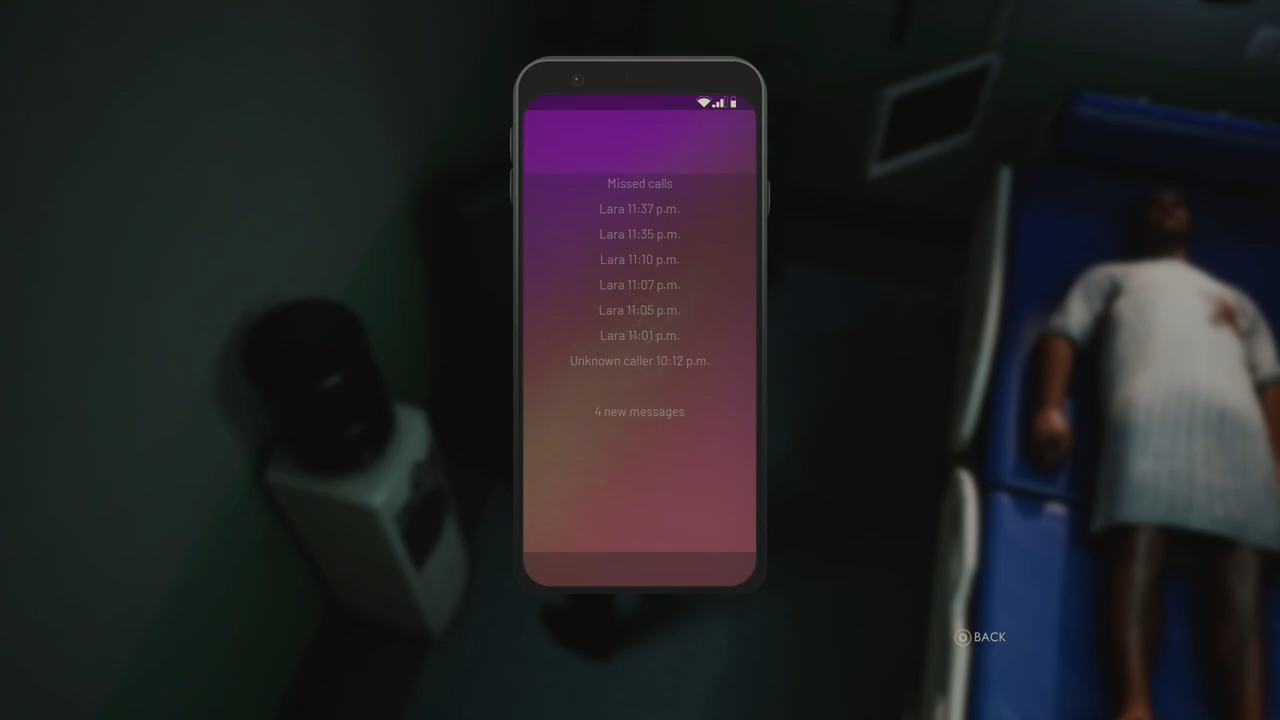 Missed calls
Lara 11:37 p.m.
Lara 11:35 p.m.
Lara 11:10 p.m.
Lara 11:07 p.m.
Lara 11:05 p.m.
Lara 11:01 p.m.
Unknown caller 10:12 p.m.
4 new messages
BACK